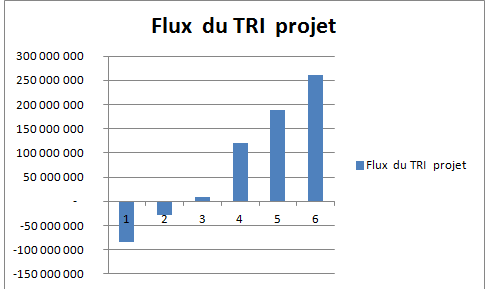 Flux du TRI projet
300 000 000
250 000 000
200 000 000
150 000 000
100 000 000
50 000 000
-
-50 000 000
-100 000 000
-150 000 000
1 2 3 4 5 6
Flux du TRI projet